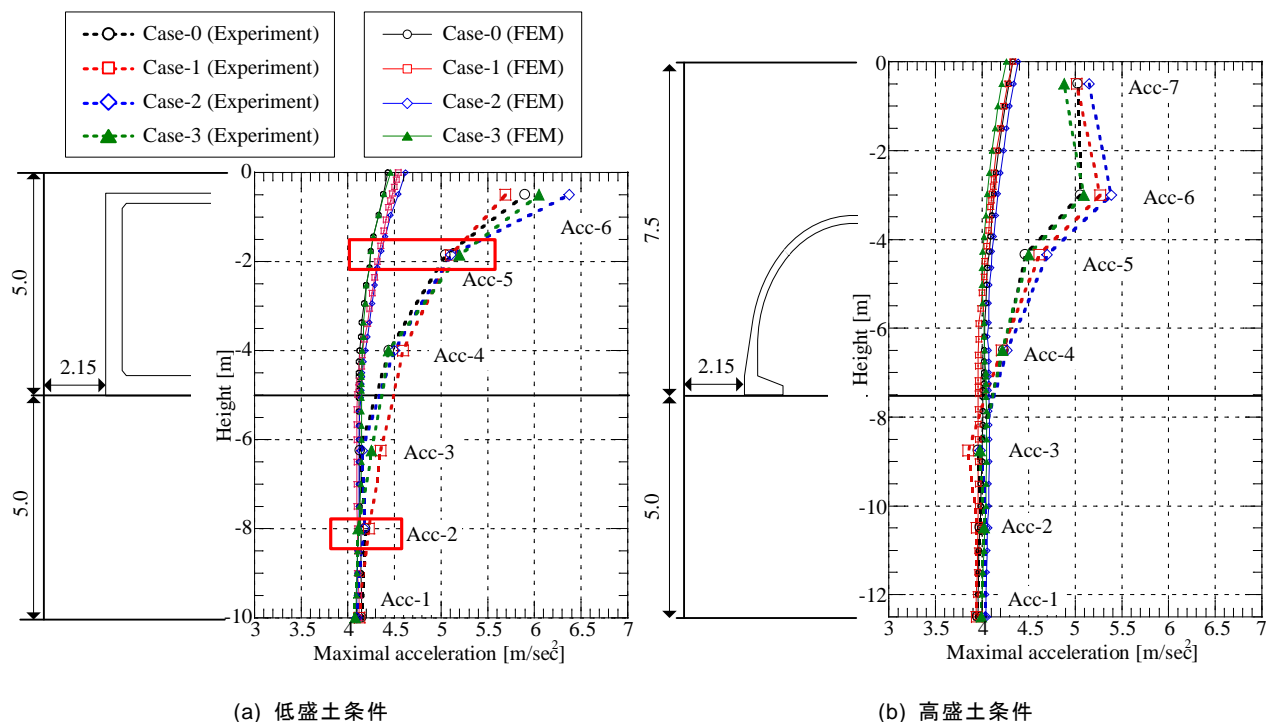 Case-0 (Experiment)
Case-1 (Experiment)
Case-2 (Experiment)
Case-3 (Experiment)
Case-0 (FEM)
Case-1 (FEM)
Case-2 (FEM)
Case-3 (FEM)
5.0
2.15
5.0
0
-2
-4
-6
-8
-10
Height [m]
Acc-6
Acc-5
Acc-4
Acc-3
Acc-2
Acc-1
3 3.5 4 4.5 5 5.5 6 6.5 7
Maximal acceleration [m/sec²]
(a) 低盛土条件
7.5
2.15
5.0
0
-2
-4
-6
-8
-10
-12
Height [m]
Acc-7
Acc-6
Acc-5
Acc-4
Acc-3
Acc-2
Acc-1
3 3.5 4 4.5 5 5.5 6 6.5 7
Maximal acceleration [m/sec²]
(b) 高盛土条件